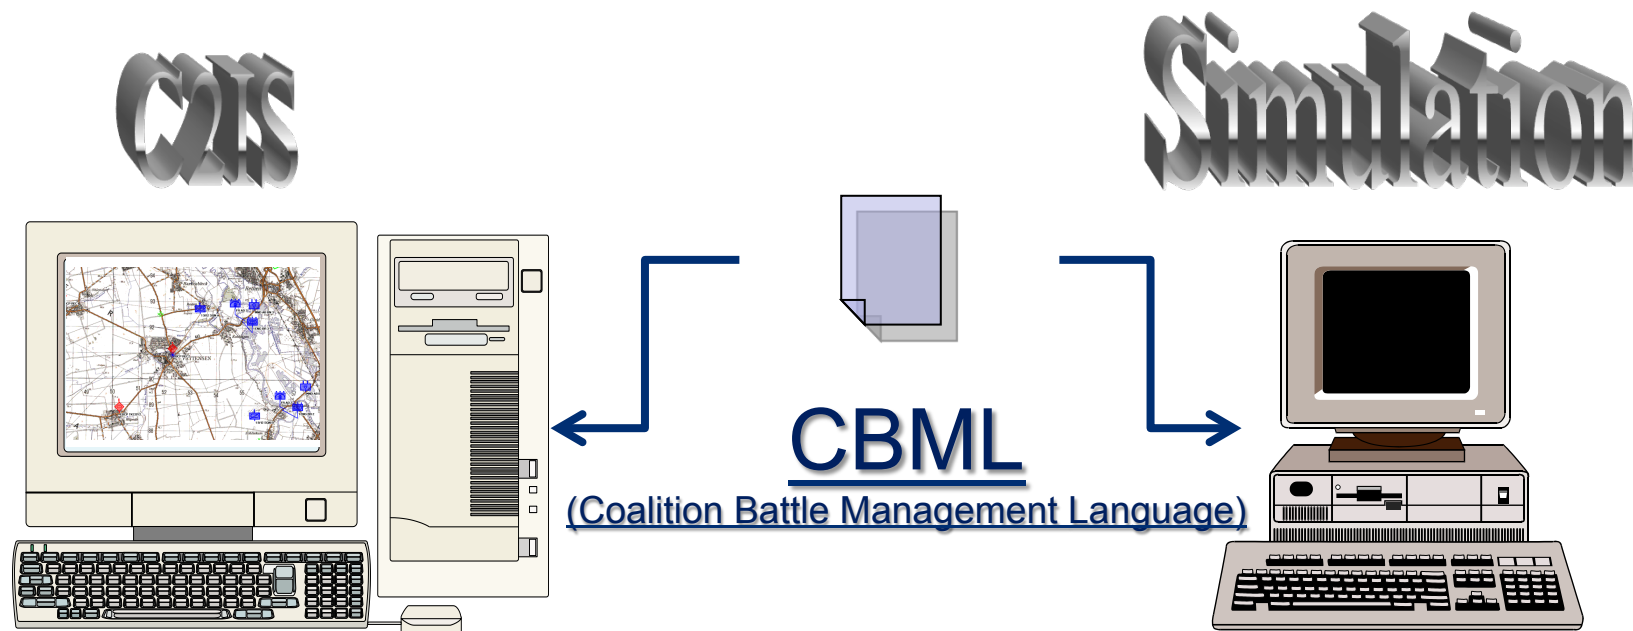 C2IS
Simulation
CBML
(Coalition Battle Management Language)